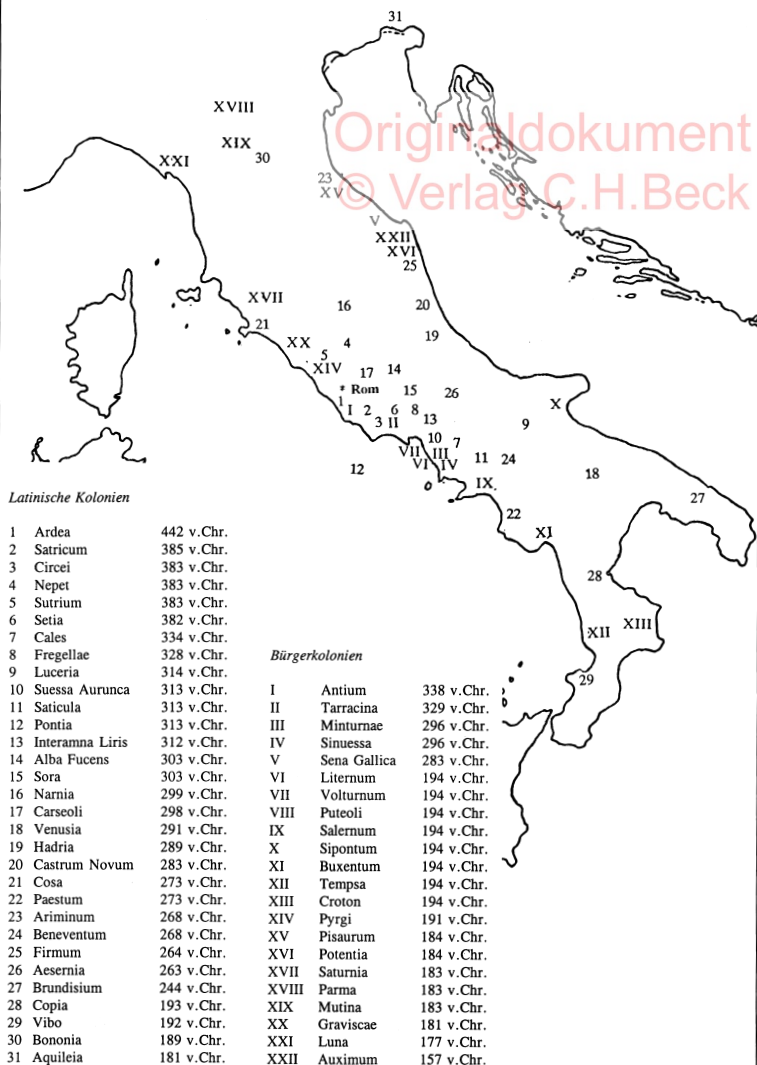 31
XVIII
Originaldokument
XIX
30
XXI
23
© Verlag C.H.Beck
XV
V
XXII
XVI
25
XVII
16
20
21
19
XX
4
5
XIV
17
14
Rom
15
26
1
I
2
6
8
X
3
II
13
9
10
7
VII
III
11
24
VI
IV
12
18
IX
27
22
XI
28
XII
XIII
29
Latinische Kolonien
1 Ardea 442 v.Chr.
2 Satricum 385 v.Chr.
3 Circei 383 v.Chr.
4 Nepet 383 v.Chr.
5 Sutrium 383 v.Chr.
6 Setia 382 v.Chr.
7 Cales 334 v.Chr.
8 Fregellae 328 v.Chr.
9 Luceria 314 v.Chr.
10 Suessa Aurunca 313 v.Chr.
11 Saticula 313 v.Chr.
12 Pontia 313 v.Chr.
13 Interamna Liris 312 v.Chr.
14 Alba Fucens 303 v.Chr.
15 Sora 303 v.Chr.
16 Narnia 299 v.Chr.
17 Carseoli 298 v.Chr.
18 Venusia 291 v.Chr.
19 Hadria 289 v.Chr.
20 Castrum Novum 283 v.Chr.
21 Cosa 273 v.Chr.
22 Paestum 273 v.Chr.
23 Ariminum 268 v.Chr.
24 Beneventum 268 v.Chr.
25 Firmum 264 v.Chr.
26 Aesernia 263 v.Chr.
27 Brundisium 244 v.Chr.
28 Copia 193 v.Chr.
29 Vibo 192 v.Chr.
30 Bononia 189 v.Chr.
31 Aquileia 181 v.Chr.
Bürgerkolonien
I Antium 338 v.Chr.
II Tarracina 329 v.Chr.
III Minturnae 296 v.Chr.
IV Sinuessa 296 v.Chr.
V Sena Gallica 283 v.Chr.
VI Liternum 194 v.Chr.
VII Volturnum 194 v.Chr.
VIII Puteoli 194 v.Chr.
IX Salernum 194 v.Chr.
X Sipontum 194 v.Chr.
XI Buxentum 194 v.Chr.
XII Tempsa 194 v.Chr.
XIII Croton 194 v.Chr.
XIV Pyrgi 191 v.Chr.
XV Pisaurum 184 v.Chr.
XVI Potentia 184 v.Chr.
XVII Saturnia 183 v.Chr.
XVIII Parma 183 v.Chr.
XIX Mutina 183 v.Chr.
XX Graviscae 181 v.Chr.
XXI Luna 177 v.Chr.
XXII Auximum 157 v.Chr.